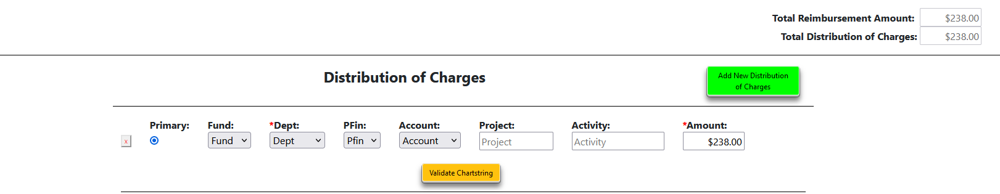 Total Reimbursement Amount: $238.00
Total Distribution of Charges: $238.00
Distribution of Charges
Add New Distribution
of Charges
Primary: Fund: *Dept: PFin: Account: Project: Activity: *Amount:
x Fund Dept Pfin Account Project Activity $238.00
Validate Chartstring